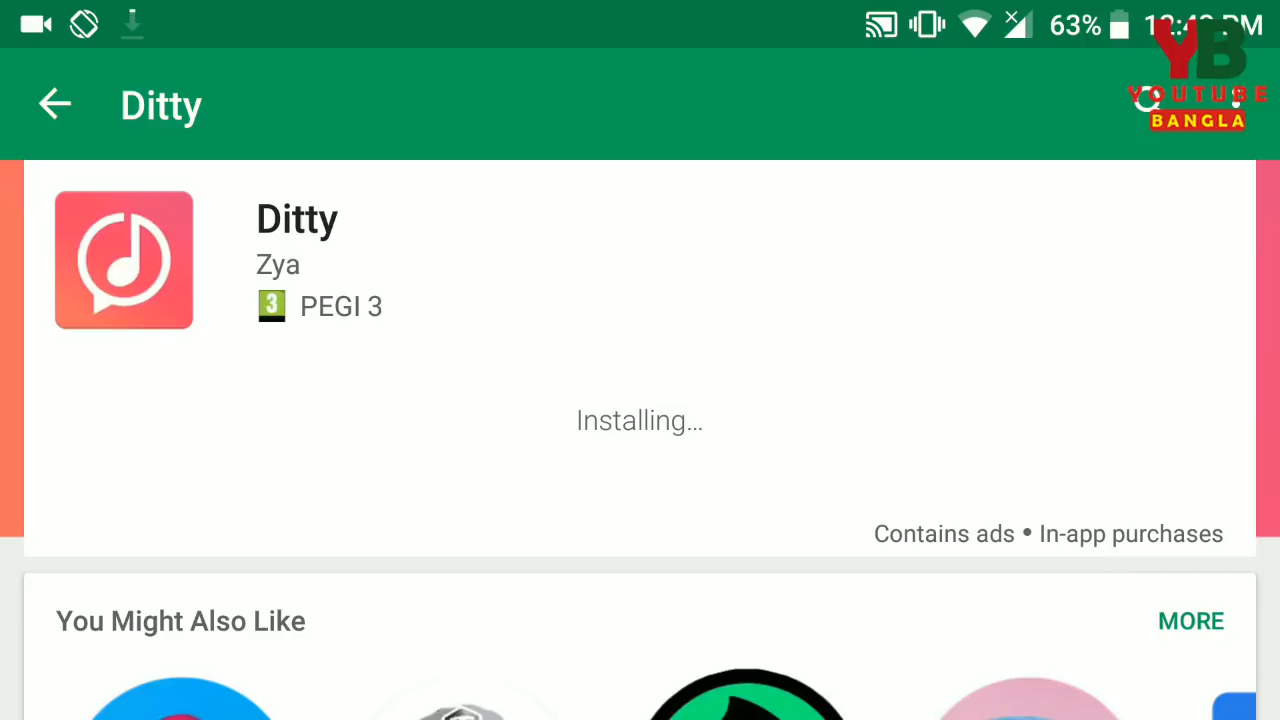 63%
YB
YOUTUBE
BANGLA
Ditty
Ditty
Zya
3 PEGI 3
Installing...
Contains ads • In-app purchases
You Might Also Like
MORE